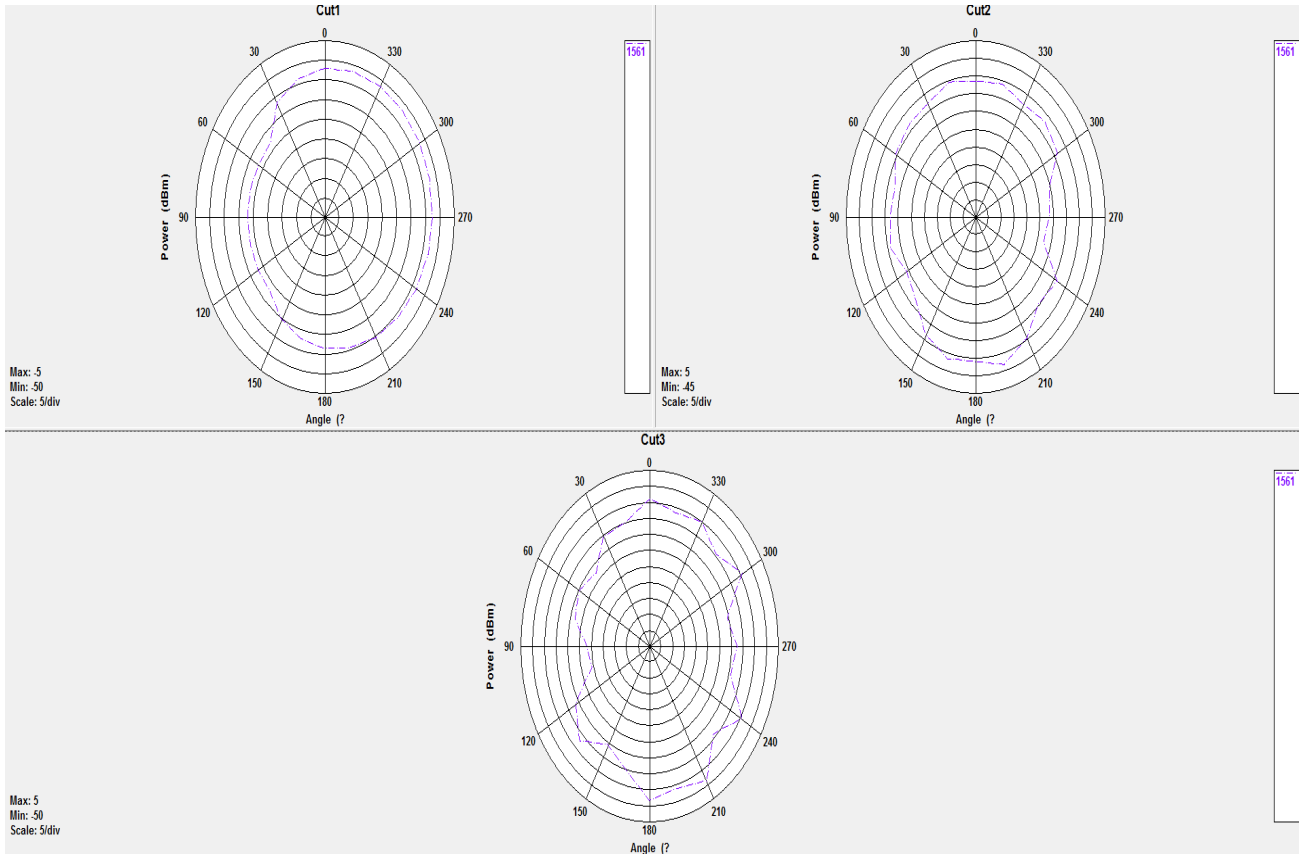 Cut1
0
30
330
1561
60
300
Power (dBm)
90
270
120
240
Max: -5
Min: -50
Scale: 5/div
150
210
180
Angle (?
Cut2
0
30
330
1561
60
300
Power (dBm)
90
270
120
240
Max: 5
Min: -45
Scale: 5/div
150
210
180
Angle (?
Cut3
0
30
330
1561
60
300
Power (dBm)
90
270
120
240
Max: 5
Min: -50
Scale: 5/div
150
210
180
Angle (?